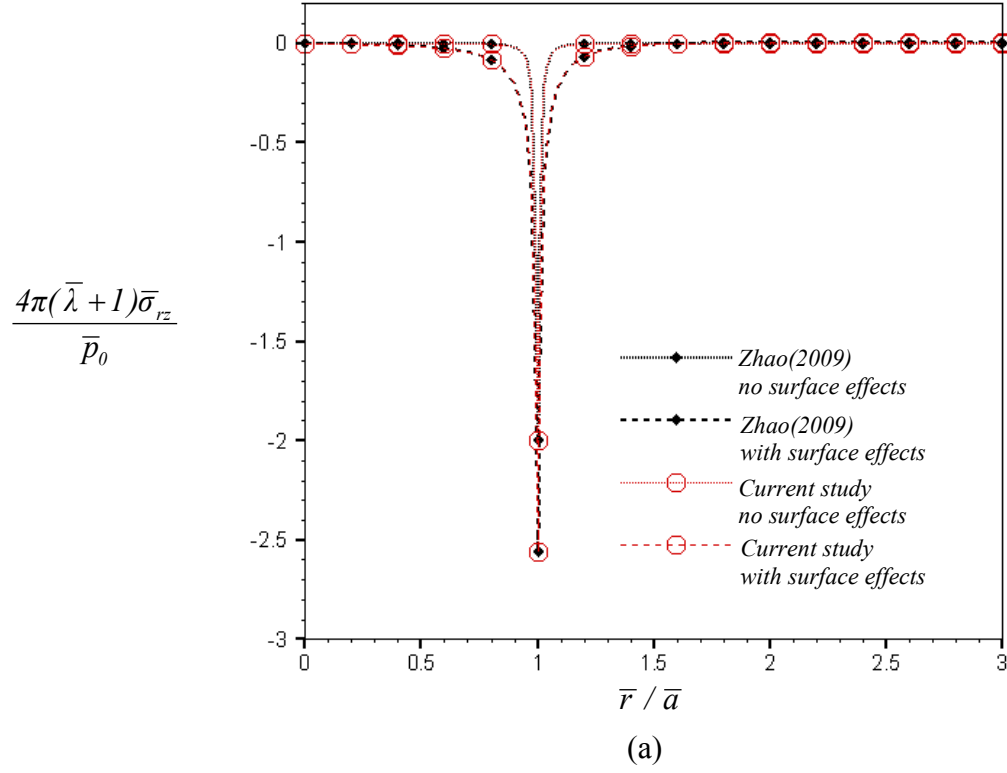 0
-0.5
-1
-1.5
-2
-2.5
-3
4π(λ̄+1)σ̄_rz
p̄_0
Zhao(2009)
no surface effects
Zhao(2009)
with surface effects
Current study
no surface effects
Current study
with surface effects
0 0.5 1 1.5 2 2.5 3
r̄ / ā
(a)